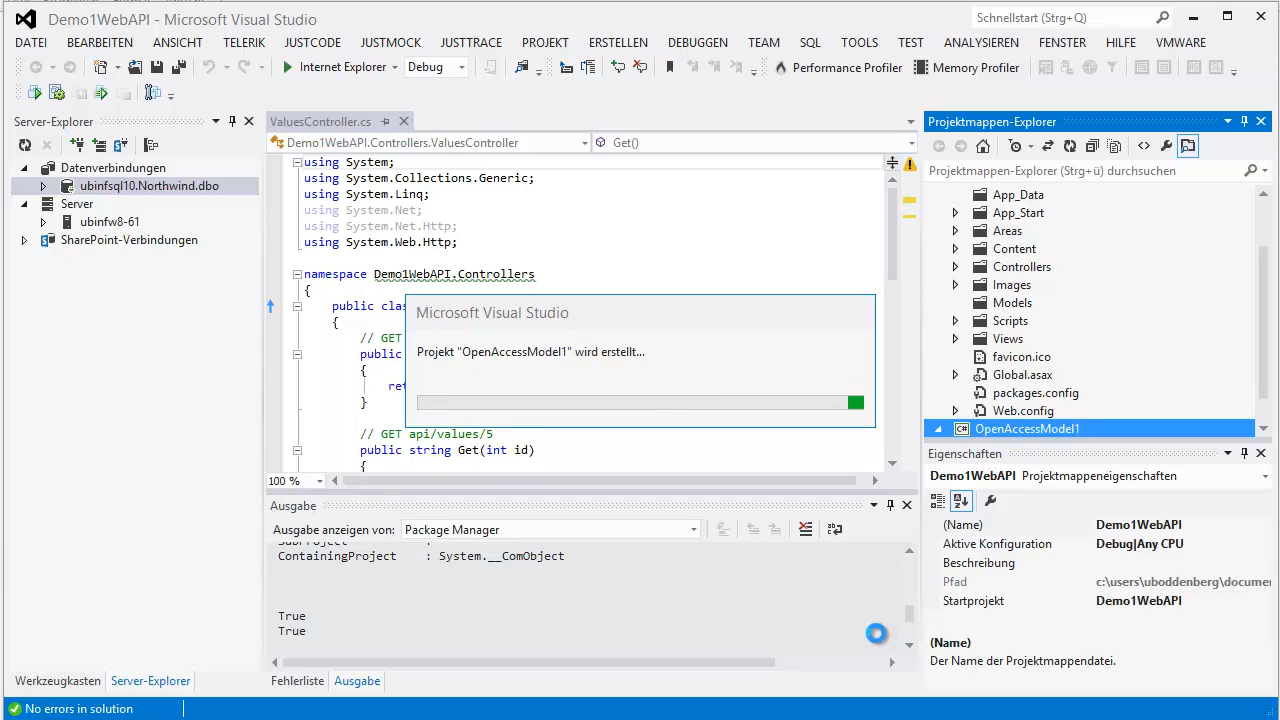 Demo1WebAPI - Microsoft Visual Studio
Schnellstart (Strg+Q)
DATEI BEARBEITEN ANSICHT TELERIK JUSTCODE JUSTMOCK JUSTTRACE PROJEKT ERSTELLEN DEBUGGEN TEAM SQL TOOLS TEST ANALYSIEREN FENSTER HILFE VMWARE
Internet Explorer Debug Performance Profiler Memory Profiler
Server-Explorer
Datenverbindungen
ubinfsql10.Northwind.dbo
Server
ubinfw8-61
SharePoint-Verbindungen
Werkzeugkasten Server-Explorer
ValuesController.cs
Demo1WebAPI.Controllers.ValuesController Get()
using System;
using System.Collections.Generic;
using System.Linq;
using System.Net;
using System.Net.Http;
using System.Web.Http;
namespace Demo1WebAPI.Controllers
{
public clas
{
// GET
public
{
ret
}
// GET api/values/5
public string Get(int id)
{
100 %
Microsoft Visual Studio
Projekt "OpenAccessModel1" wird erstellt...
Ausgabe
Ausgabe anzeigen von: Package Manager
SubProject :
ContainingProject : System.__ComObject
True
True
Fehlerliste Ausgabe
Projektmappen-Explorer
Projektmappen-Explorer (Strg+ü) durchsuchen
App_Data
App_Start
Areas
Content
Controllers
Images
Models
Scripts
Views
favicon.ico
Global.asax
packages.config
Web.config
C# OpenAccessModel1
Eigenschaften
Demo1WebAPI Projektmappeneigenschaften
(Name) Demo1WebAPI
Aktive Konfiguration Debug|Any CPU
Beschreibung
Pfad c:\users\uboddenberg\documen
Startprojekt Demo1WebAPI
(Name)
Der Name der Projektmappendatei.
No errors in solution